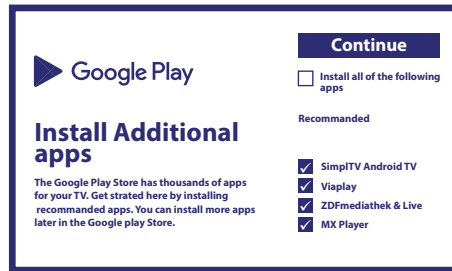 Google Play
Install Additional
apps
The Google Play Store has thousands of apps
for your TV. Get strated here by installing
recommanded apps. You can install more apps
later in the Google play Store.
Continue
Install all of the following
apps
Recommanded
SimplTV Android TV
Viaplay
ZDFmediathek & Live
MX Player